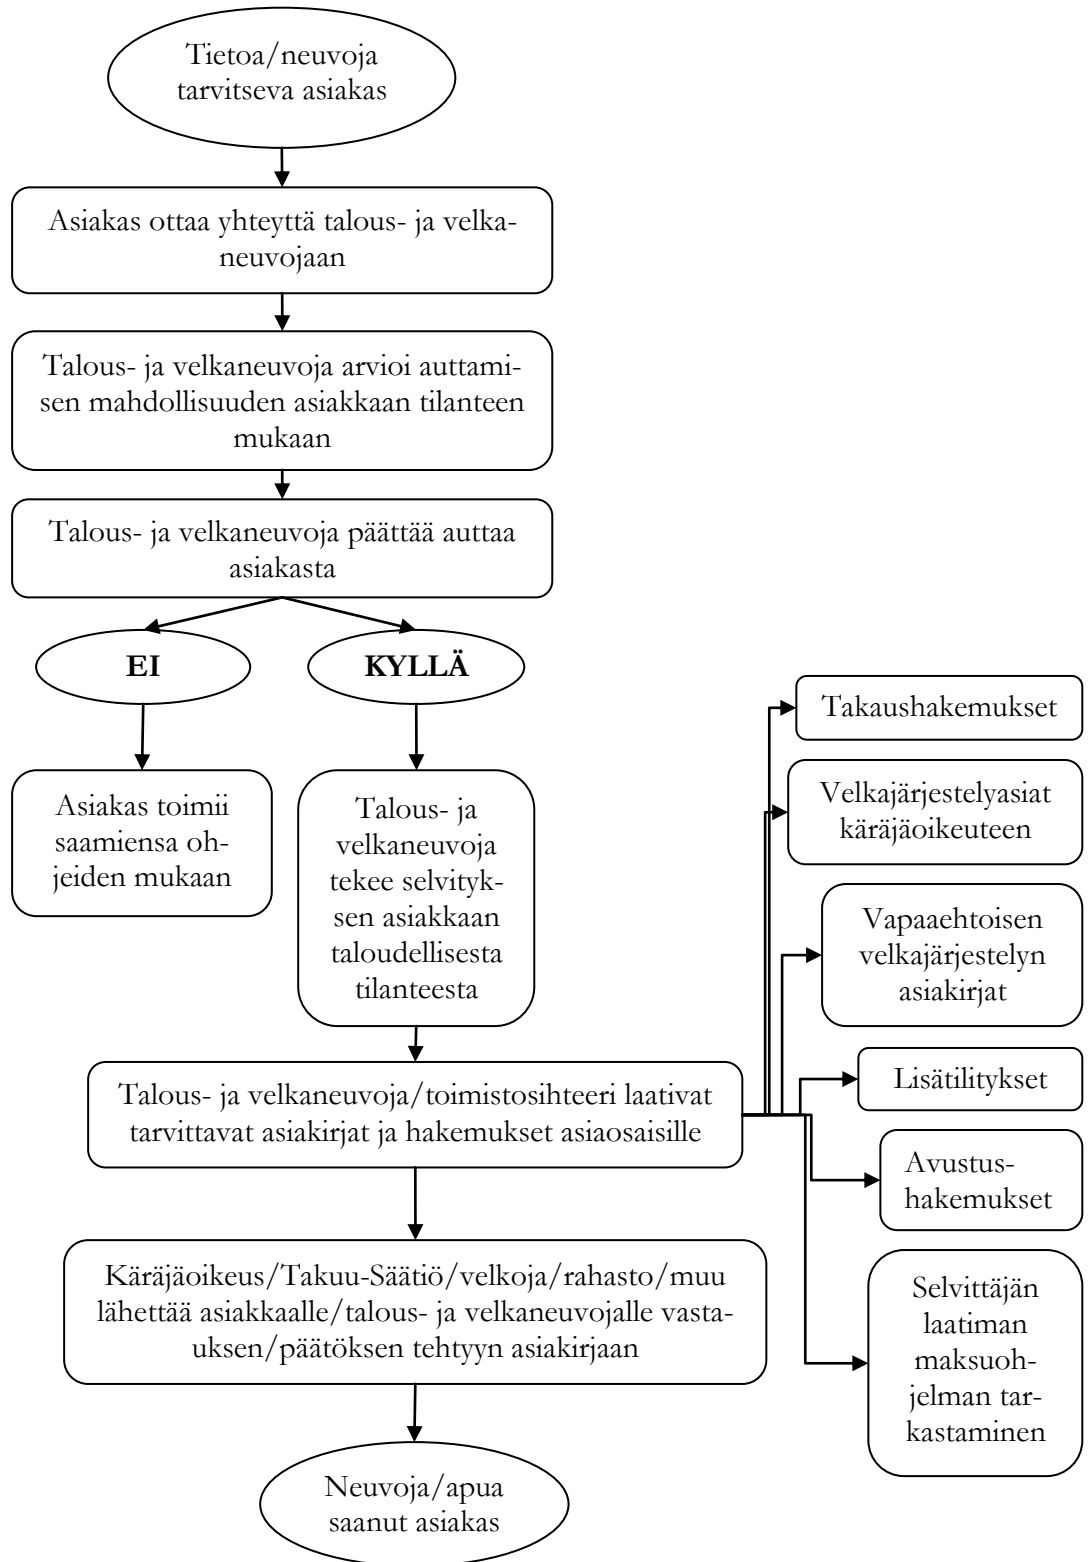 Tietoa/neuvoja
tarvitseva asiakas
Asiakas ottaa yhteyttä talous- ja velka-
neuvojaan
Talous- ja velkaneuvoja arvioi auttami-
sen mahdollisuuden asiakkaan tilanteen
mukaan
Talous- ja velkaneuvoja päättää auttaa
asiakasta
EI
KYLLÄ
Asiakas toimii
saamiensa oh-
jeiden mukaan
Talous- ja
velkaneuvoja
tekee selvityk-
sen asiakkaan
taloudellisesta
tilanteesta
Talous- ja velkaneuvoja/toimistosihteeri laativat
tarvittavat asiakirjat ja hakemukset asiaosaisille
Takaushakemukset
Velkajärjestelyasiat
käräjäoikeuteen
Vapaaehtoisen
velkajärjestelyn
asiakirjat
Lisätilitykset
Avustus-
hakemukset
Selvittäjän
laatiman
maksuoh-
jelman tar-
kastaminen
Käräjäoikeus/Takuu-Säätiö/velkoja/rahasto/muu
lähettää asiakkaalle/talous- ja velkaneuvojalle vasta-
uksen/päätöksen tehtyyn asiakirjaan
Neuvoja/apua
saanut asiakas